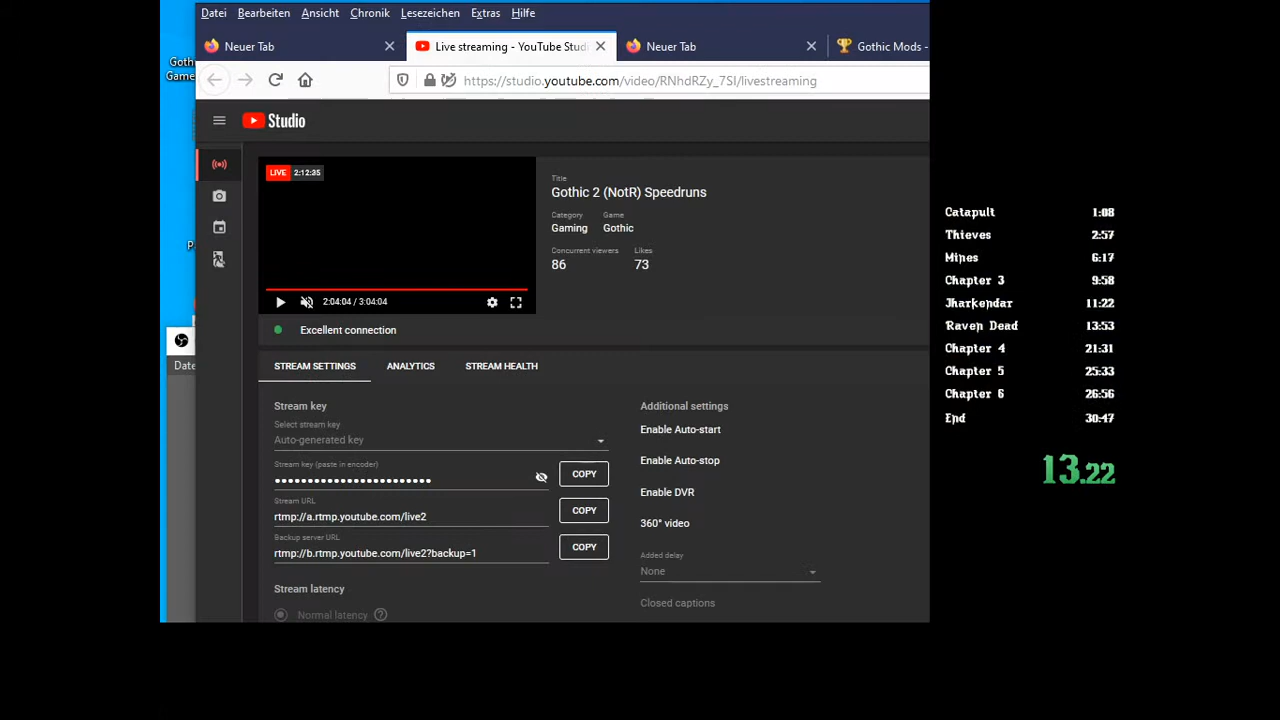 Datei Bearbeiten Ansicht Chronik Lesezeichen Extras Hilfe
Neuer Tab
Live streaming - YouTube Stud
Neuer Tab
Gothic Mods -
https://studio.youtube.com/video/RNhdRZy_7SI/livestreaming
Goth
Game
Studio
LIVE 2:12:35
2:04:04 / 3:04:04
Title
Gothic 2 (NotR) Speedruns
Category Game
Gaming Gothic
Concurrent viewers Likes
86 73
Excellent connection
Date
STREAM SETTINGS ANALYTICS STREAM HEALTH
Stream key
Select stream key
Auto-generated key
Stream key (paste in encoder)
••••••••••••••••••••••••
COPY
Stream URL
rtmp://a.rtmp.youtube.com/live2
COPY
Backup server URL
rtmp://b.rtmp.youtube.com/live2?backup=1
COPY
Stream latency
Normal latency
Additional settings
Enable Auto-start
Enable Auto-stop
Enable DVR
360° video
Added delay
None
Closed captions
Catapult 1:08
Thieves 2:57
Mines 6:17
Chapter 3 9:58
Jharkendar 11:22
Raven Dead 13:53
Chapter 4 21:31
Chapter 5 25:33
Chapter 6 26:56
End 30:47
13.22